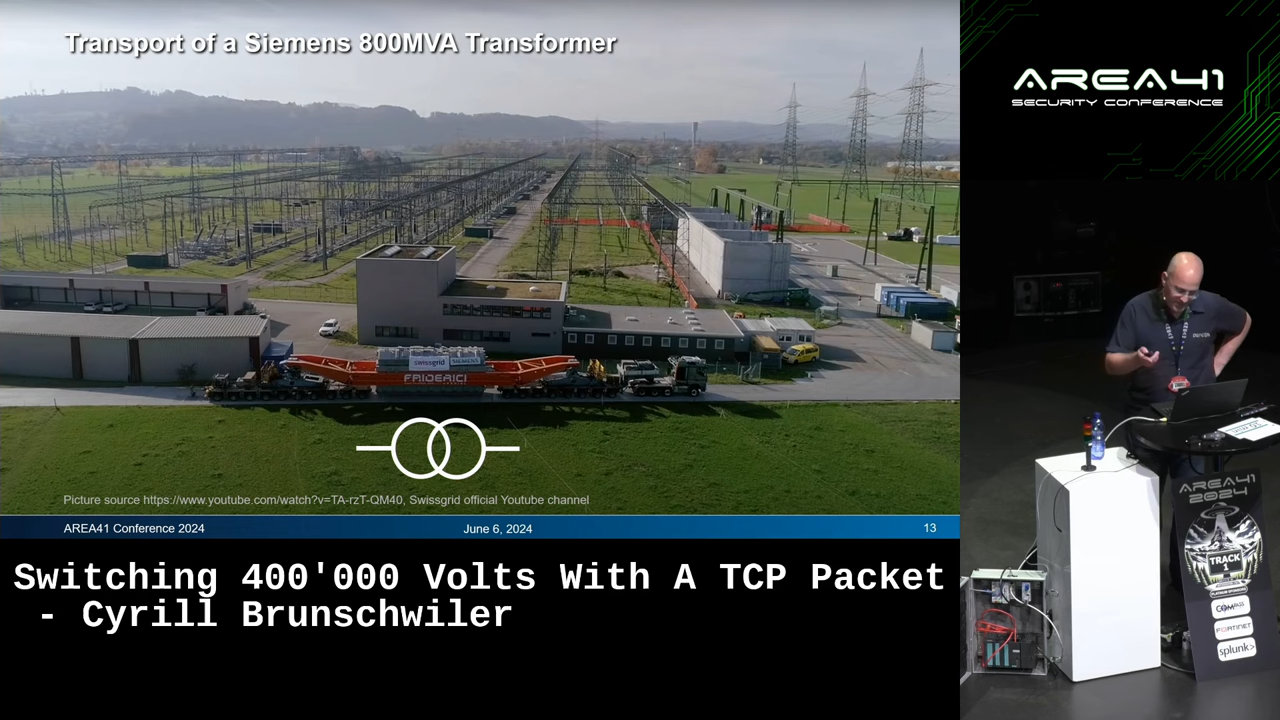 Transport of a Siemens 800MVA Transformer
swissgrid
SIEMENS
FRIDERICI
Picture source https://www.youtube.com/watch?v=TA-rzT-QM40, Swissgrid official Youtube channel
AREA41 Conference 2024
June 6, 2024
13
Switching 400'000 Volts With A TCP Packet
- Cyrill Brunschwiler
AREA41
SECURITY CONFERENCE
AREA41
2024
TRACK
COMPASS
FORTINET
splunk>